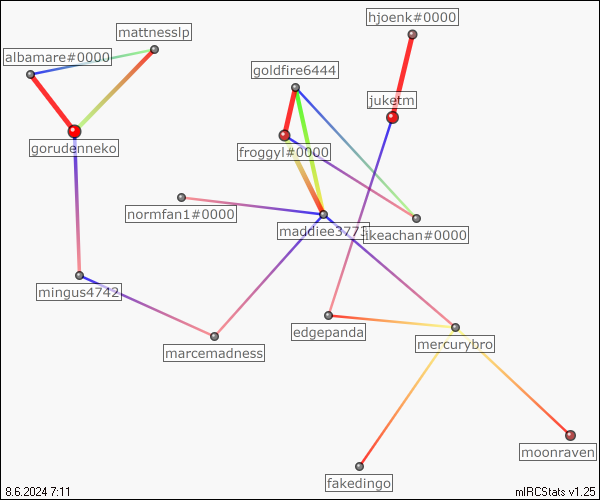 hjoenk#0000
mattnesslp
albamare#0000
goldfire6444
juketm
gorudenneko
froggyl#0000
normfan1#0000
maddiee3773
ikeachan#0000
mingus4742
edgepanda
mercurybro
marcemadness
moonraven
fakedingo
8.6.2024 7:11
mIRCStats v1.25